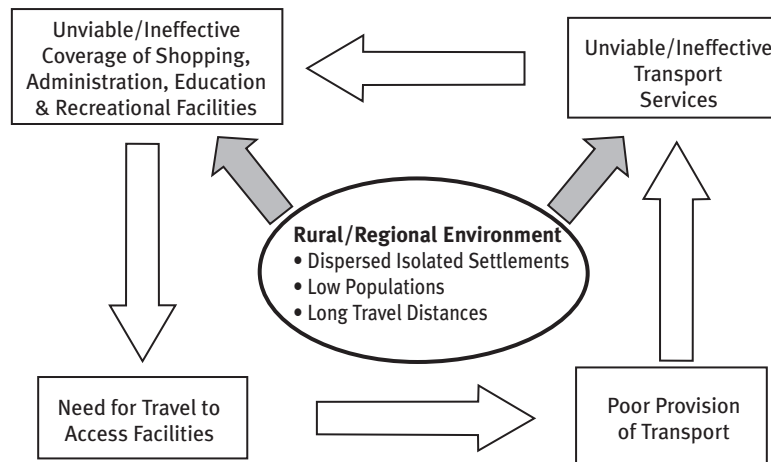 Unviable/Ineffective
Coverage of Shopping,
Administration, Education
& Recreational Facilities
Unviable/Ineffective
Transport
Services
Rural/Regional Environment
• Dispersed Isolated Settlements
• Low Populations
• Long Travel Distances
Need for Travel to
Access Facilities
Poor Provision
of Transport